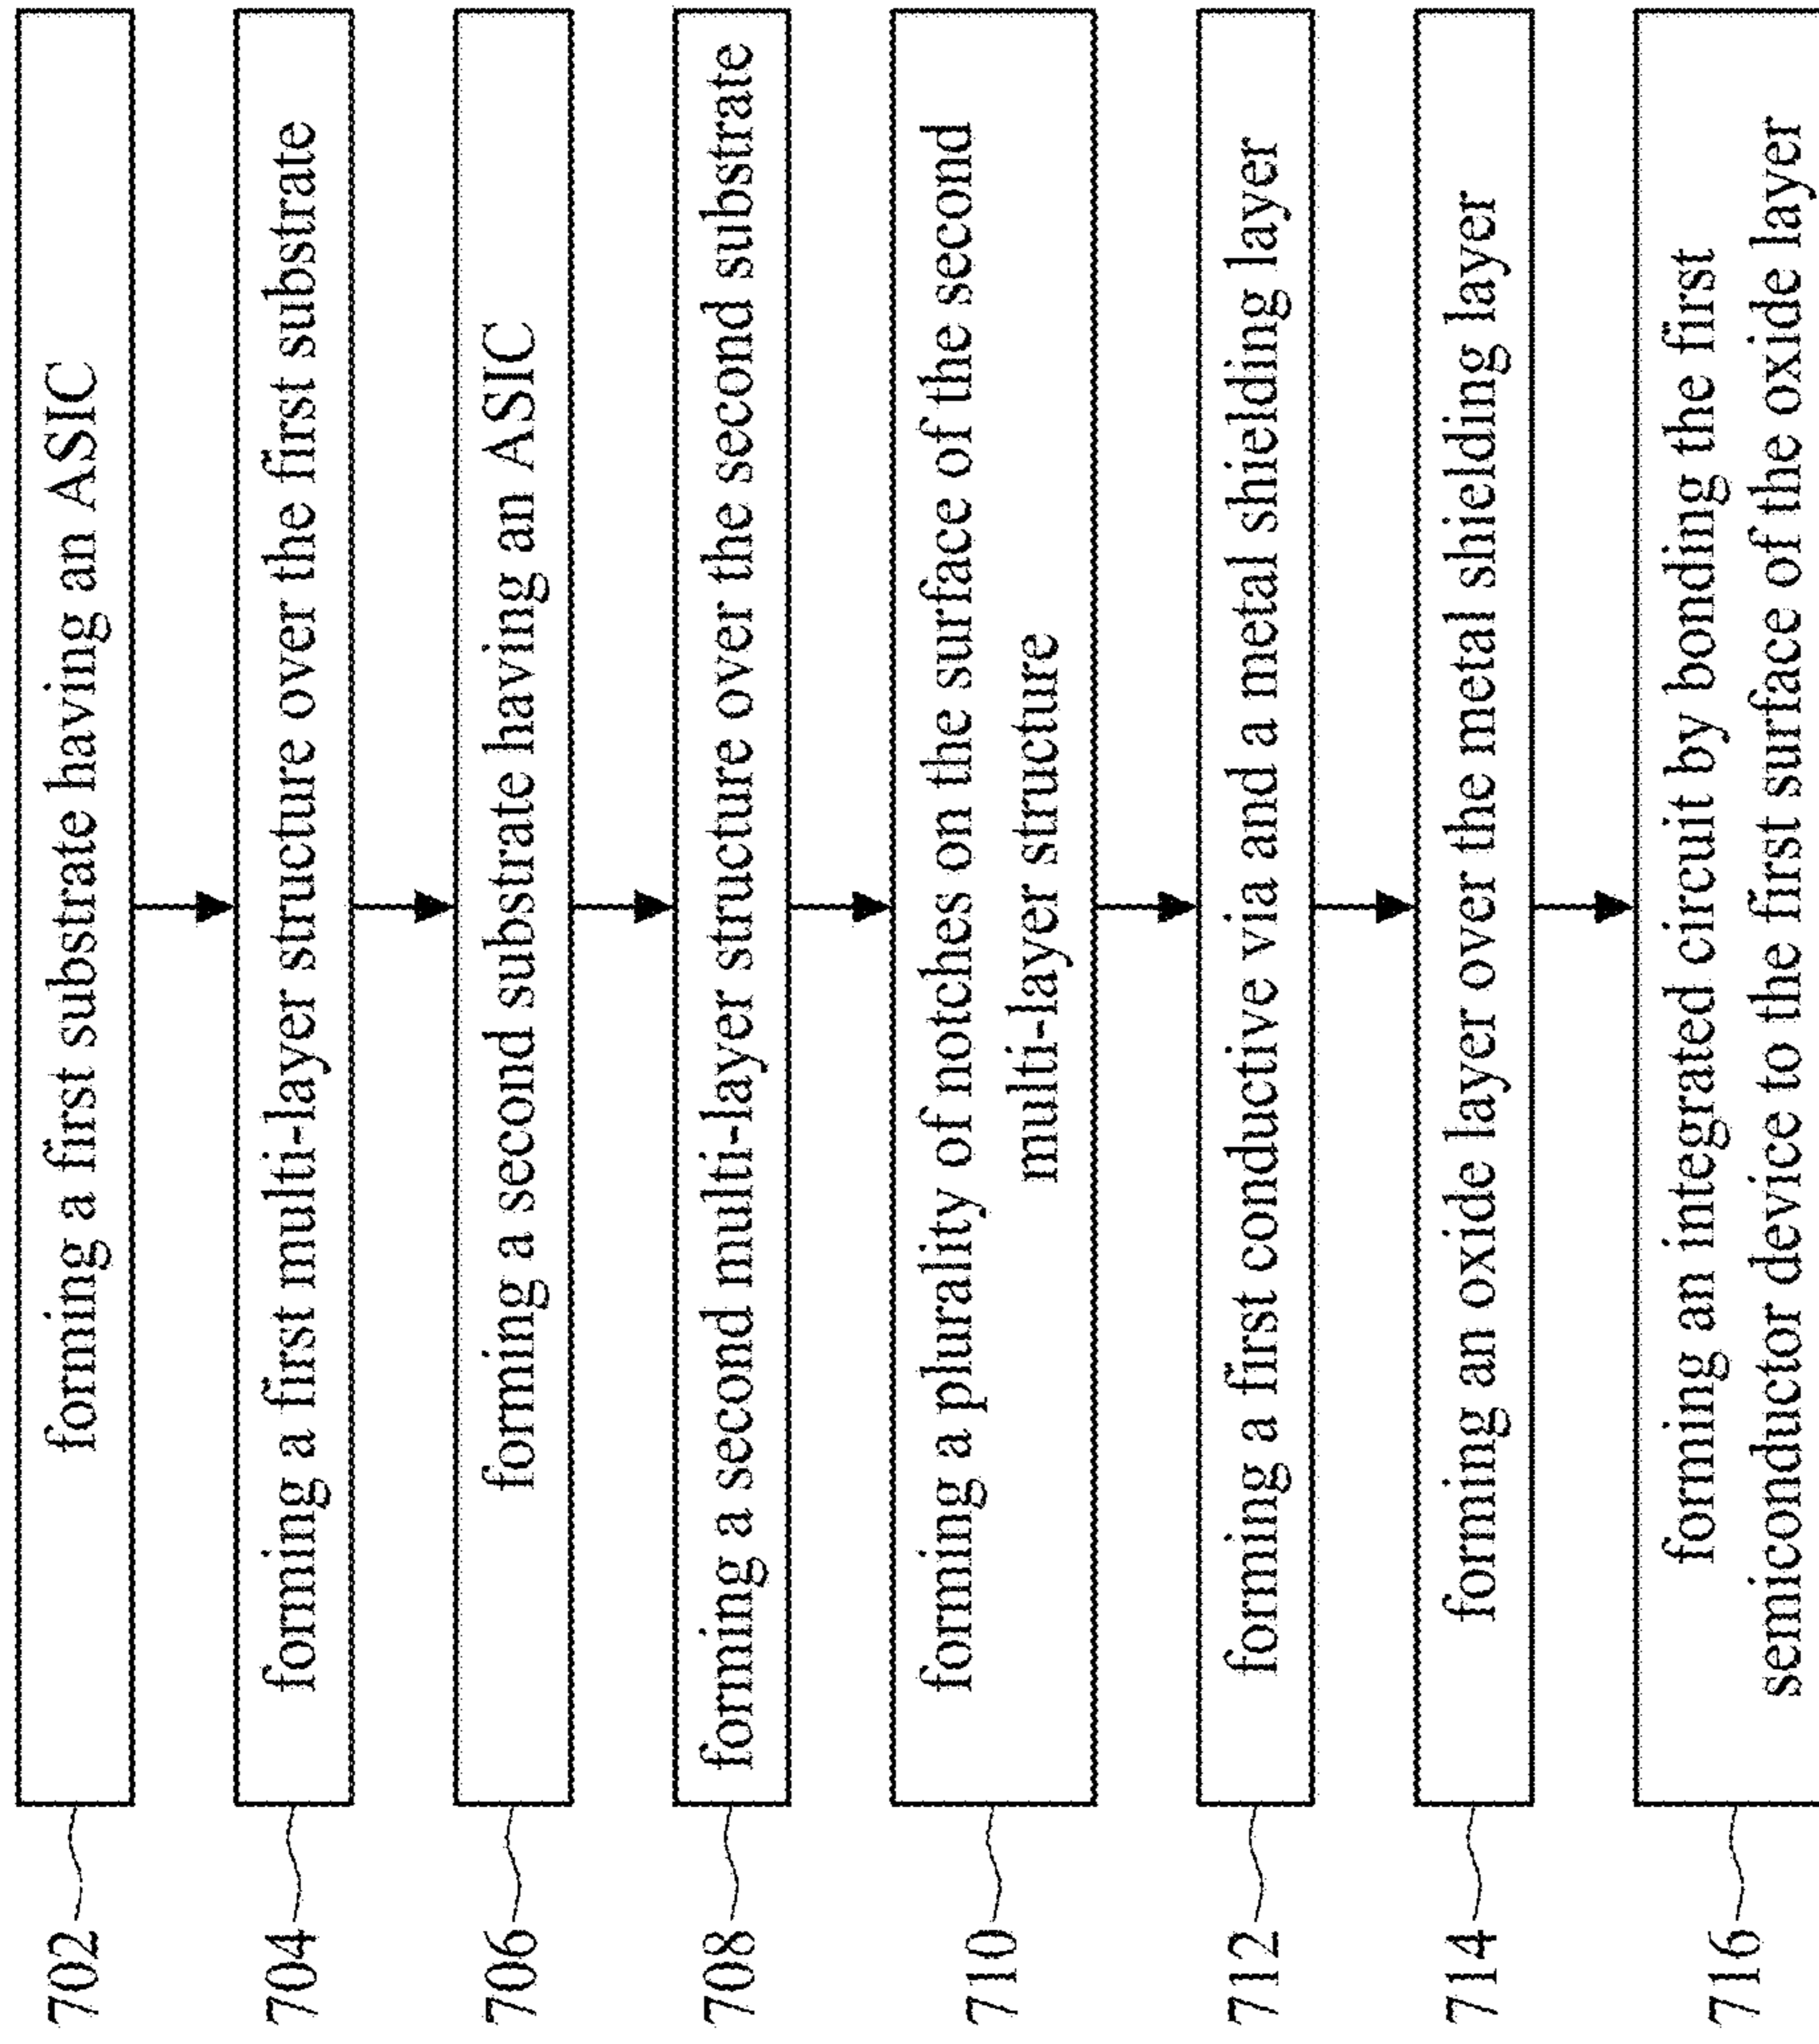 702
forming a first substrate having an ASIC
704
forming a first multi-layer structure over the first substrate
706
forming a second substrate having an ASIC
708
forming a second multi-layer structure over the second substrate
710
forming a plurality of notches on the surface of the second
multi-layer structure
712
forming a first conductive via and a metal shielding layer
714
forming an oxide layer over the metal shielding layer
716
forming an integrated circuit by bonding the first
semiconductor device to the first surface of the oxide layer